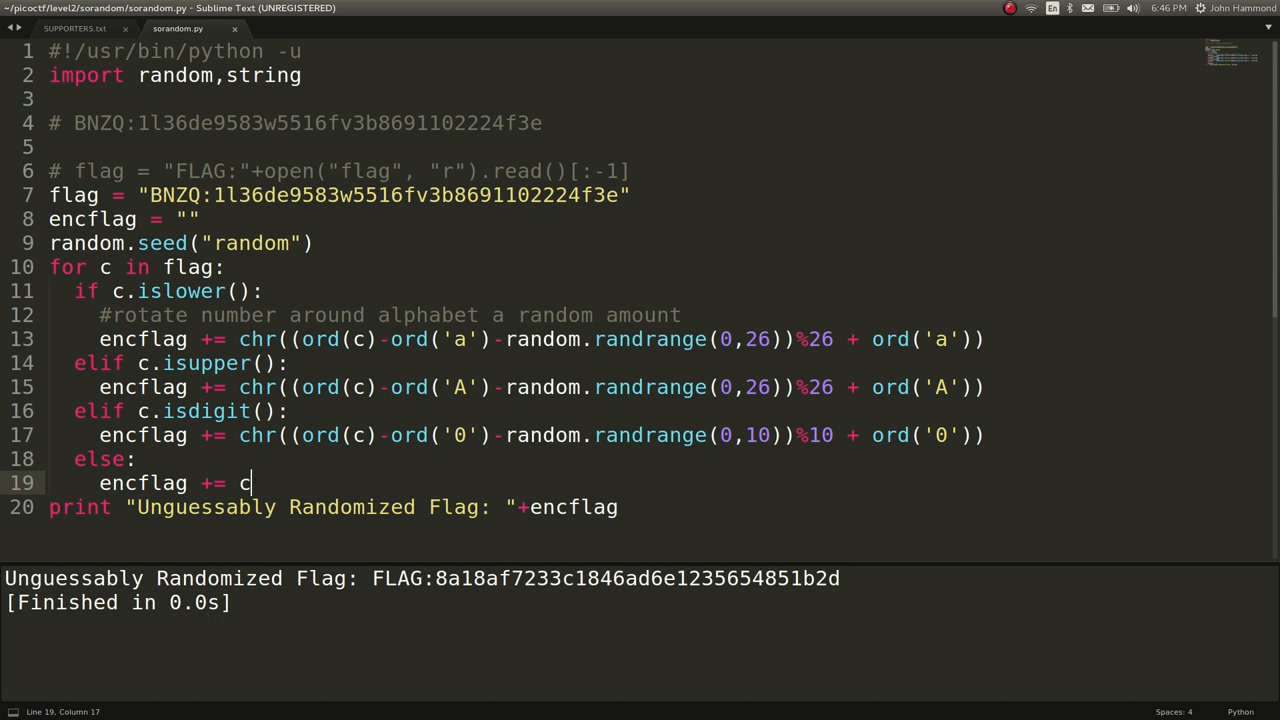 ~/picoctf/level2/sorandom/sorandom.py - Sublime Text (UNREGISTERED)
En
6:46 PM
John Hammond
SUPPORTERS.txt ×
sorandom.py ×
1 #!/usr/bin/python -u
2 import random,string
3
4 # BNZQ:1l36de9583w5516fv3b8691102224f3e
5
6 # flag = "FLAG:"+open("flag", "r").read()[:-1]
7 flag = "BNZQ:1l36de9583w5516fv3b8691102224f3e"
8 encflag = ""
9 random.seed("random")
10 for c in flag:
11   if c.islower():
12     #rotate number around alphabet a random amount
13     encflag += chr((ord(c)-ord('a')-random.randrange(0,26))%26 + ord('a'))
14   elif c.isupper():
15     encflag += chr((ord(c)-ord('A')-random.randrange(0,26))%26 + ord('A'))
16   elif c.isdigit():
17     encflag += chr((ord(c)-ord('0')-random.randrange(0,10))%10 + ord('0'))
18   else:
19     encflag += c
20 print "Unguessably Randomized Flag: "+encflag
Unguessably Randomized Flag: FLAG:8a18af7233c1846ad6e1235654851b2d
[Finished in 0.0s]
Line 19, Column 17
Spaces: 4
Python